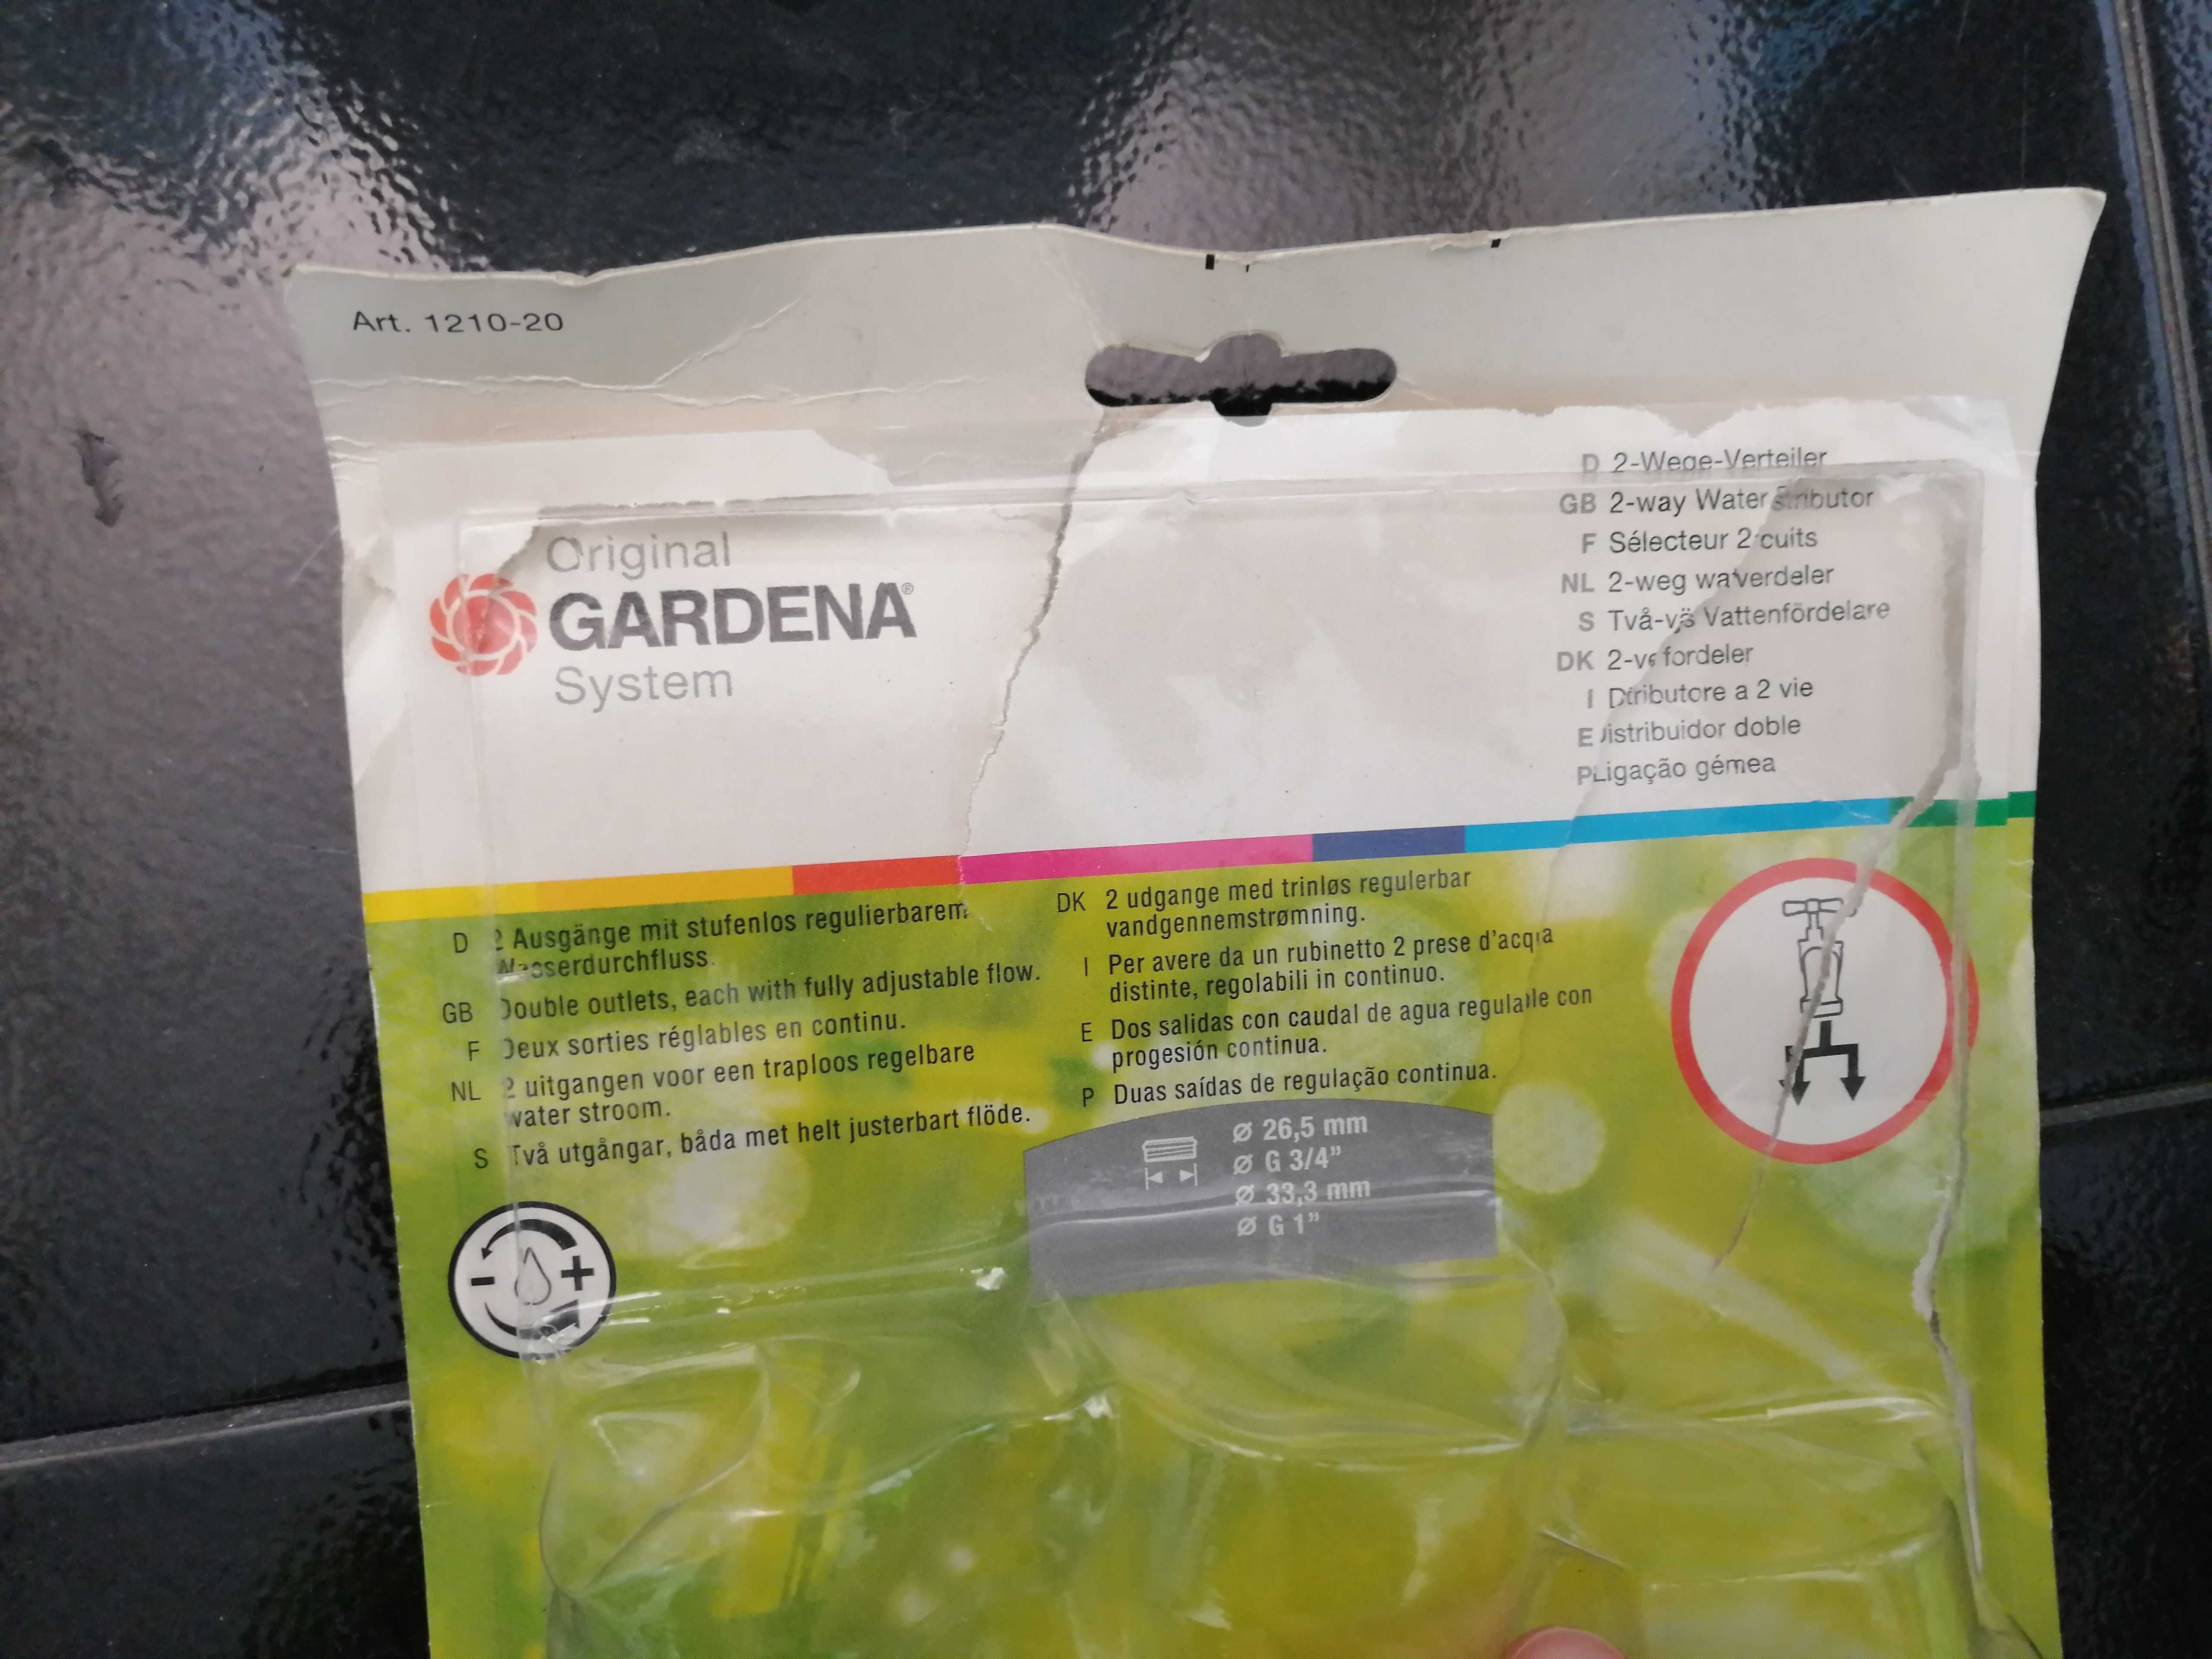 Art. 1210-20
Original
GARDENA®
System
D 2-Wege-Verteiler
GB 2-way Water
F Sélecteur 2
NL 2-weg
S Två- Vattenfördelare
DK fordeler
I a 2 vie
E doble
P Ligação gémea
D 2 Ausgänge mit stufenlos regulierbarem
Wasserdurchfluss.
GB Double outlets, each with fully adjustable flow.
F Deux sorties réglables en continu.
NL 2 uitgangen voor een traploos regelbare
water stroom.
S Två utgångar, båda met helt justerbart flöde.
DK 2 udgange med trinløs regulerbar
vandgennemstrømning.
I Per avere da un rubinetto 2 prese d'acqua
distinte, regolabili in continuo.
E Dos salidas con caudal de agua con
progesión continua.
P Duas saídas de regulação continua.
Ø 26,5 mm
Ø G 3/4”
Ø 33,3 mm
Ø G 1”
- +